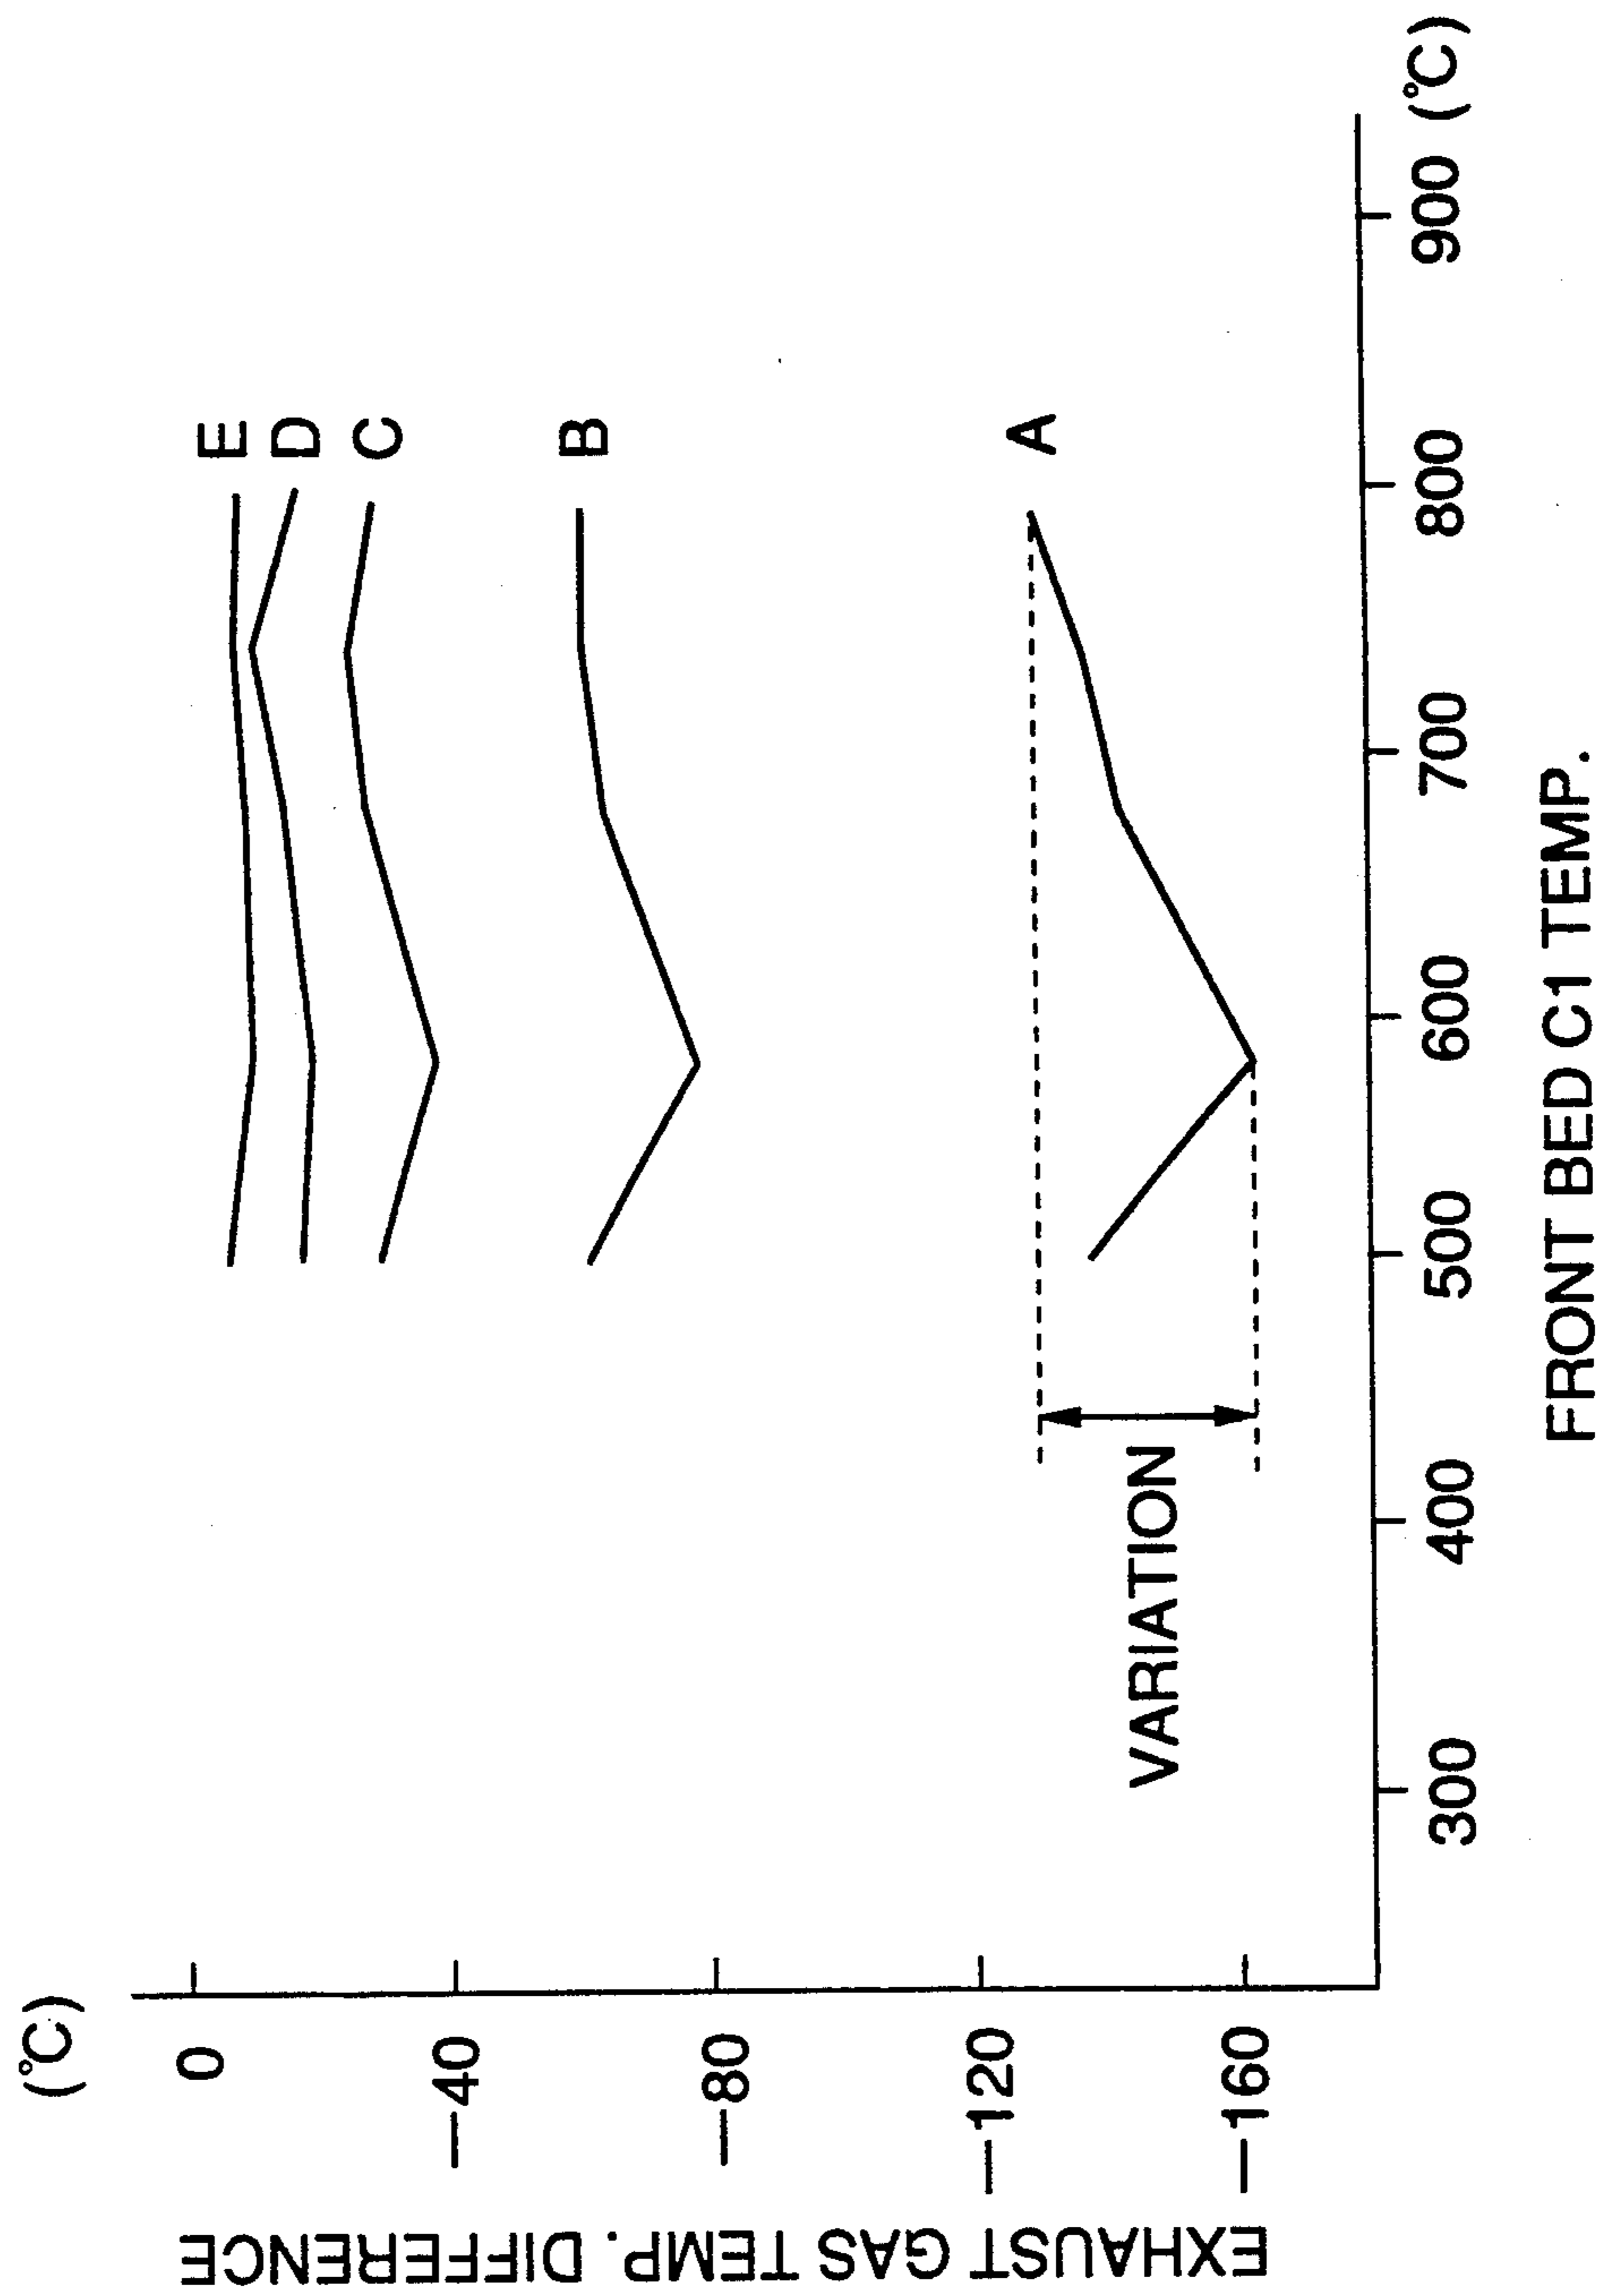 (°C)
0
—40
—80
—120
—160
EXHAUST GAS TEMP. DIFFERENCE
E
D
C
B
A
VARIATION
300
400
500
600
700
800
900 (°C)
FRONT BED C1 TEMP.